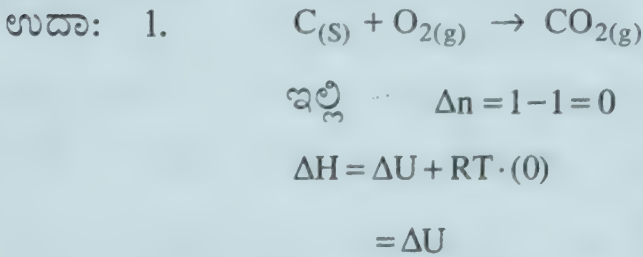 ಉದಾ: 1. C(S) + O2(g) → CO2(g)
ಇಲ್ಲಿ Δn = 1 − 1 = 0
ΔH = ΔU + RT · (0)
= ΔU